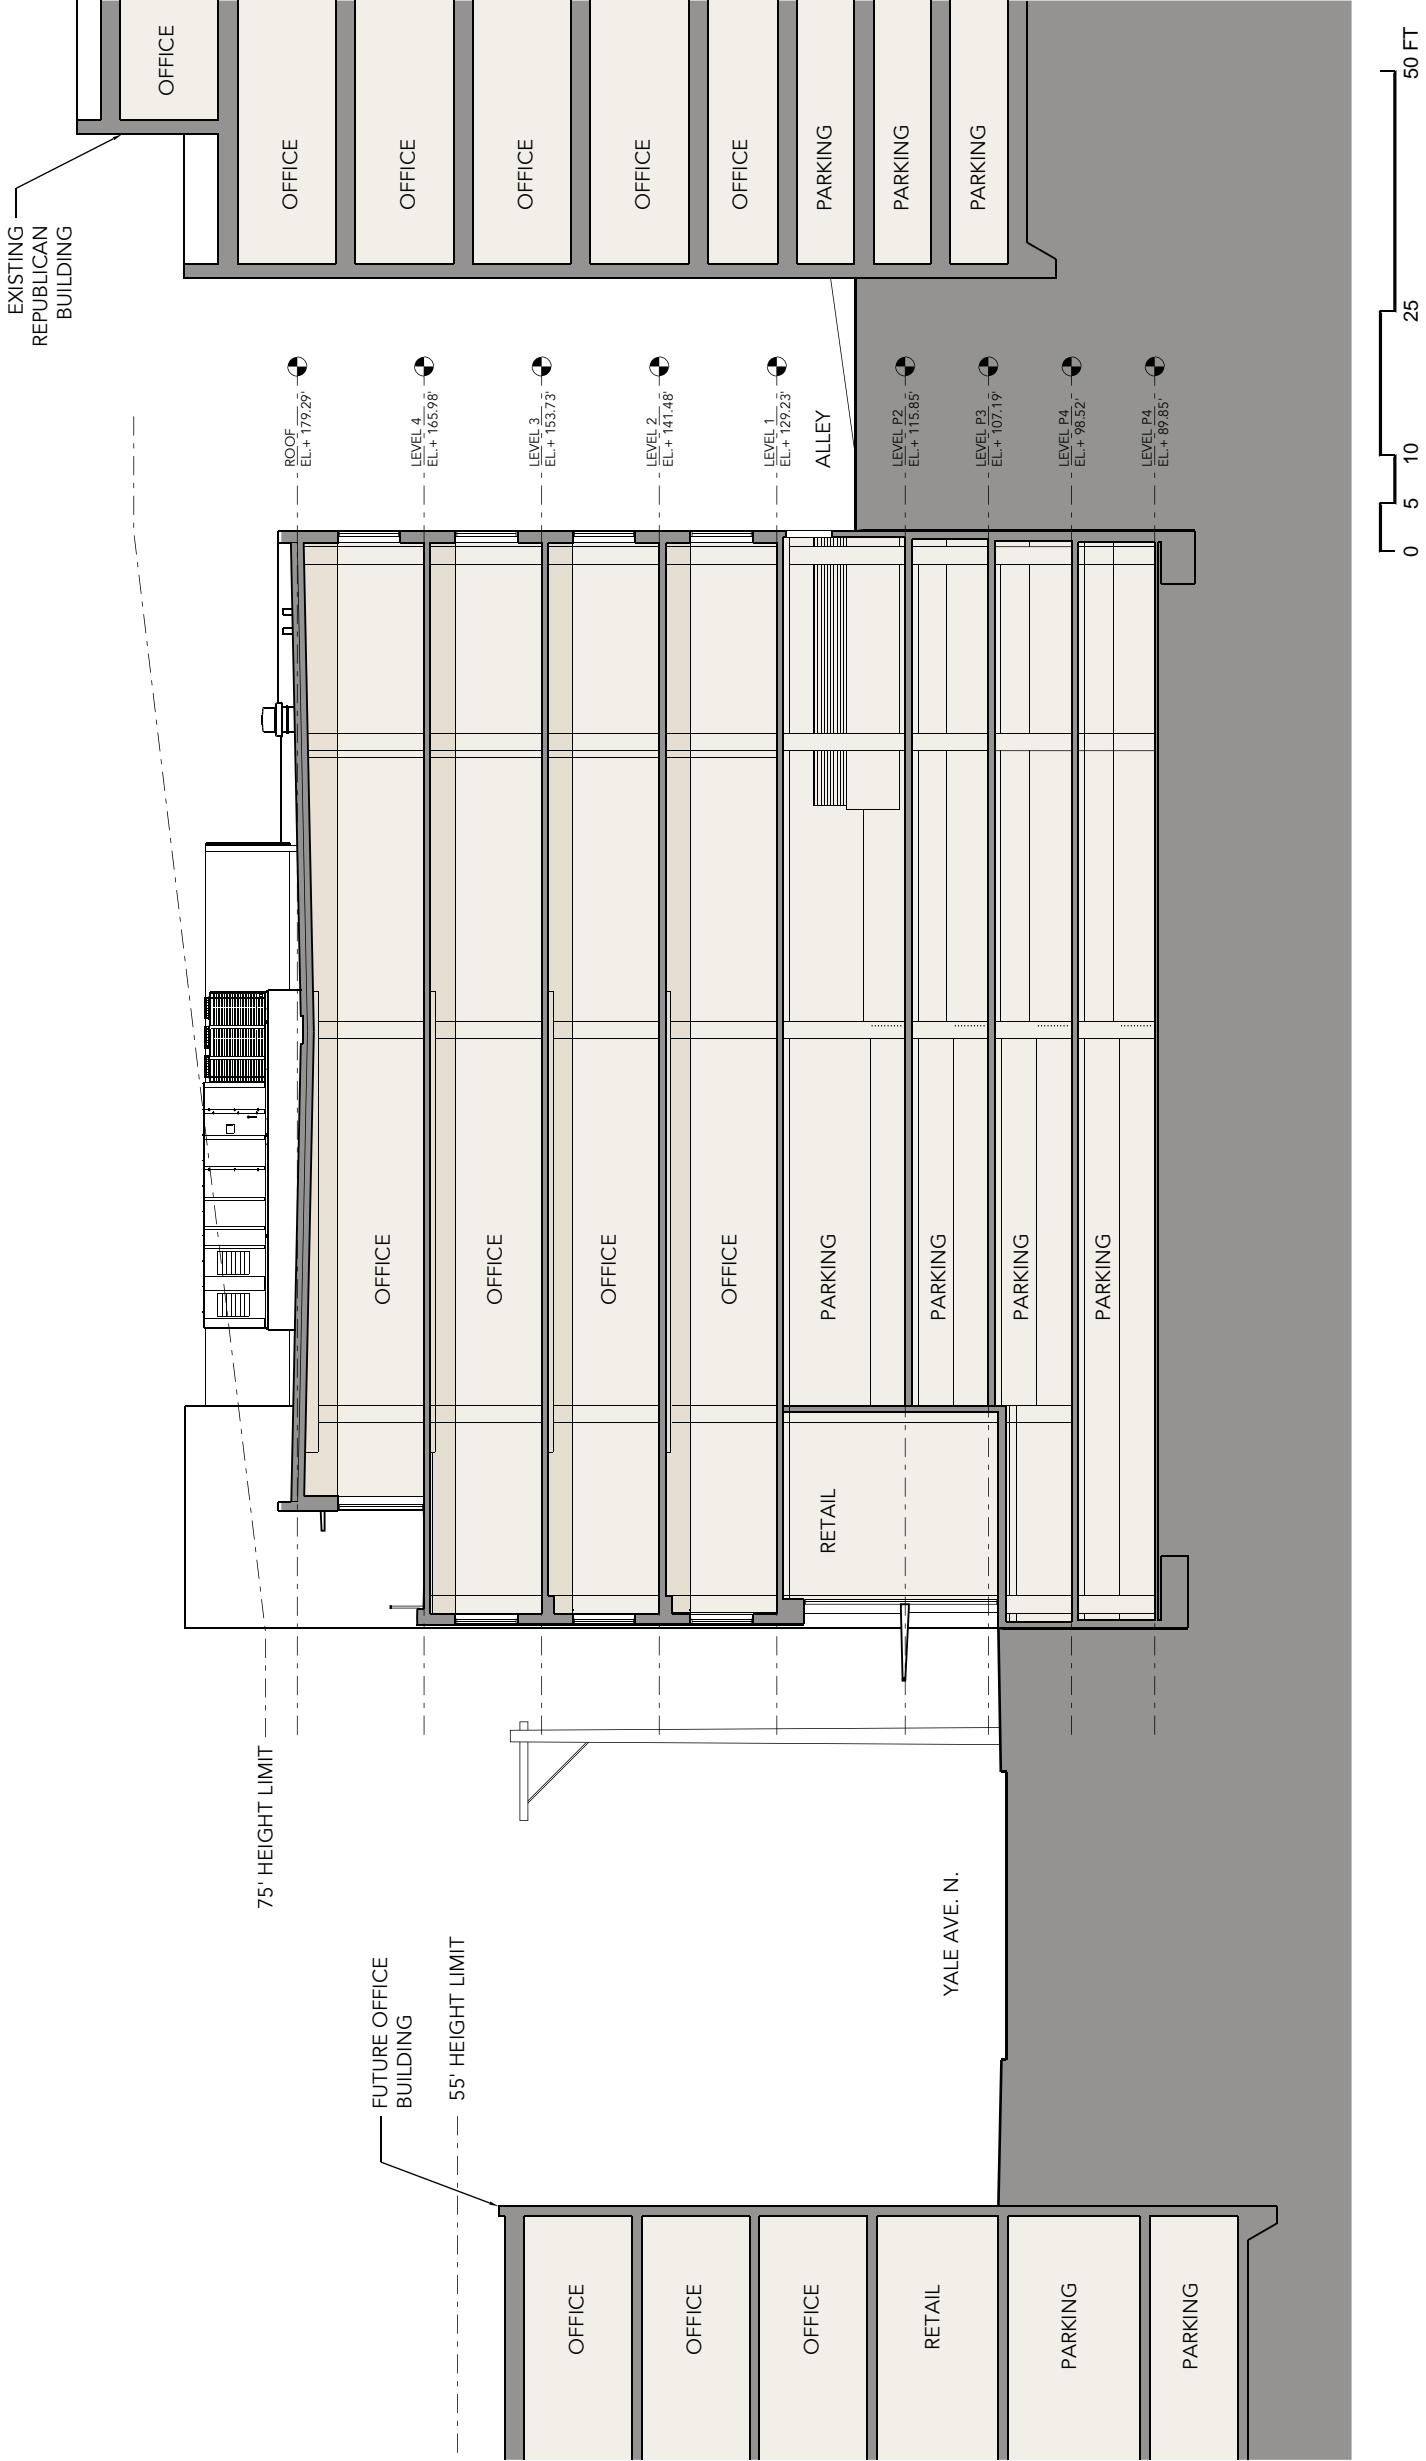 EXISTING
REPUBLICAN
BUILDING
OFFICE
OFFICE
OFFICE
OFFICE
OFFICE
OFFICE
PARKING
PARKING
PARKING
ROOF
EL.+ 179.29'
LEVEL 4
EL.+ 165.98'
LEVEL 3
EL.+ 153.73'
LEVEL 2
EL.+ 141.48'
LEVEL 1
EL.+ 129.23'
ALLEY
LEVEL P2
EL.+ 115.85'
LEVEL P3
EL.+ 107.19'
LEVEL P4
EL.+ 98.52'
LEVEL P4
EL.+ 89.85'
OFFICE
OFFICE
OFFICE
OFFICE
PARKING
PARKING
PARKING
PARKING
RETAIL
75' HEIGHT LIMIT
YALE AVE. N.
FUTURE OFFICE
BUILDING
55' HEIGHT LIMIT
OFFICE
OFFICE
OFFICE
RETAIL
PARKING
PARKING
0 5 10 25 50 FT